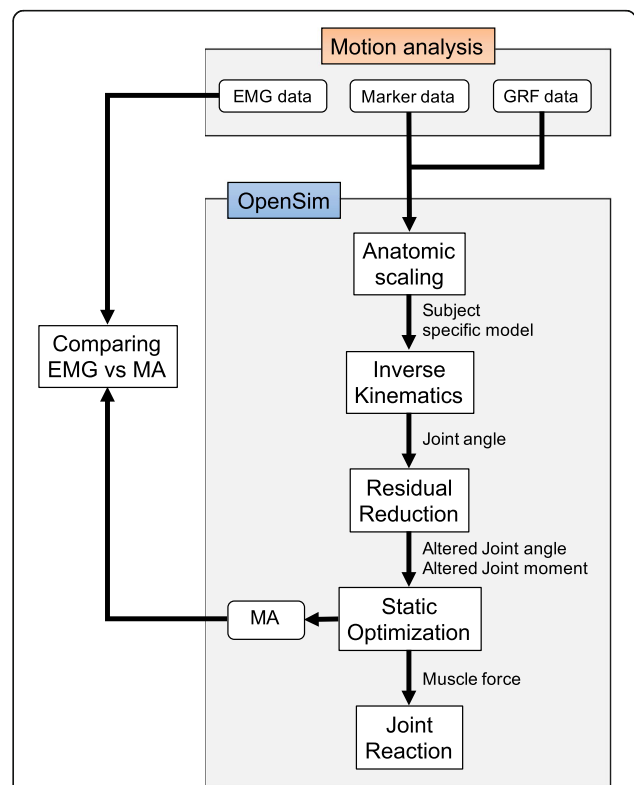 Motion analysis
EMG data
Marker data
GRF data
OpenSim
Anatomic
scaling
Subject
specific model
Comparing
EMG vs MA
Inverse
Kinematics
Joint angle
Residual
Reduction
Altered Joint angle
Altered Joint moment
MA
Static
Optimization
Muscle force
Joint
Reaction